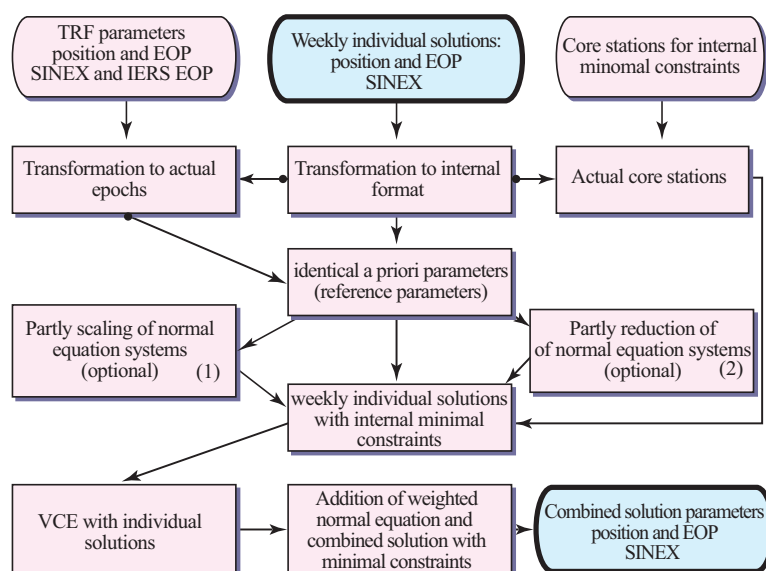 TRF parameters
position and EOP
SINEX and IERS EOP
Weekly individual solutions:
position and EOP
SINEX
Core stations for internal
minomal constraints
Transformation to actual
epochs
Transformation to internal
format
Actual core stations
identical a priori parameters
(reference parameters)
Partly scaling of normal
equation systems
(optional) (1)
Partly reduction of
of normal equation systems
(optional) (2)
weekly individual solutions
with internal minimal
constraints
VCE with individual
solutions
Addition of weighted
normal equation and
combined solution with
minimal constraints
Combined solution parameters
position and EOP
SINEX